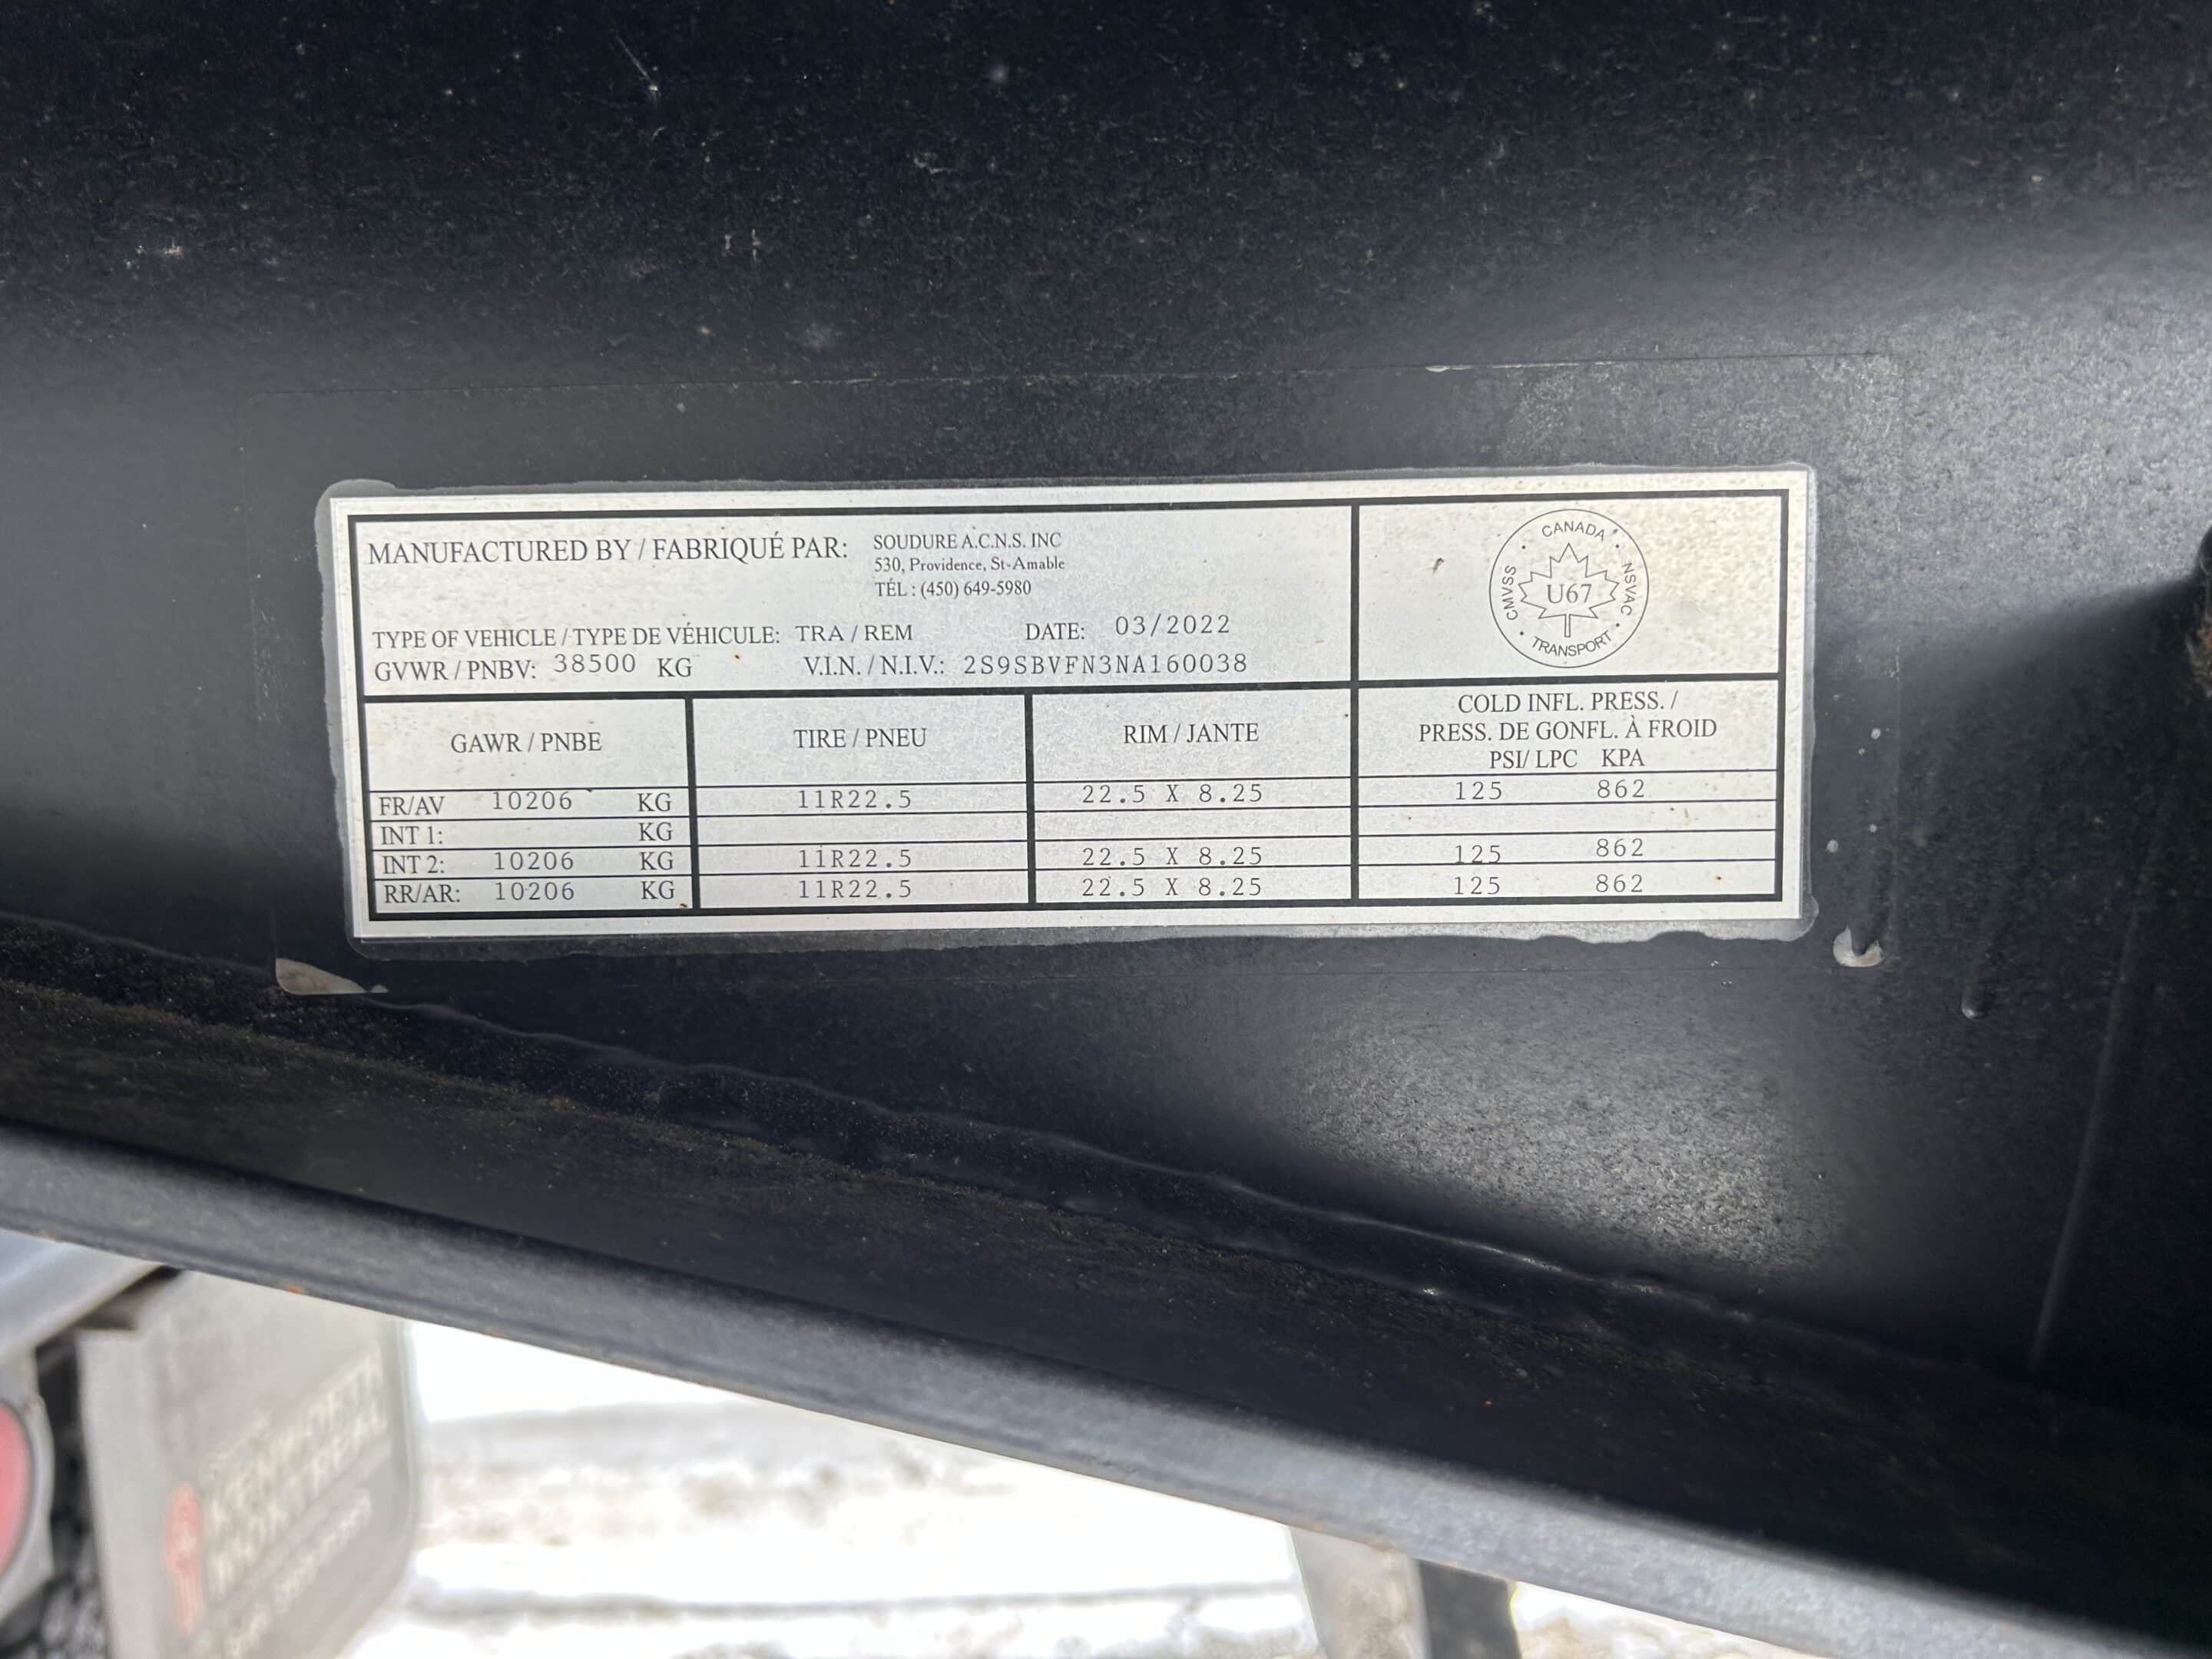 MANUFACTURED BY / FABRIQUÉ PAR: SOUDURE A.C.N.S. INC
530, Providence, St-Amable
TÉL : (450) 649-5980
TYPE OF VEHICLE / TYPE DE VÉHICULE: TRA / REM DATE: 03/2022
GVWR / PNBV: 38500 KG V.I.N. / N.I.V.: 2S9SBVFN3NA160038
CANADA
CMVSS U67 NSVAC
TRANSPORT
GAWR / PNBE TIRE / PNEU RIM / JANTE COLD INFL. PRESS. /
PRESS. DE GONFL. À FROID
PSI/ LPC KPA
FR/AV 10206 KG 11R22.5 22.5 X 8.25 125 862
INT 1: KG
INT 2: 10206 KG 11R22.5 22.5 X 8.25 125 862
RR/AR: 10206 KG 11R22.5 22.5 X 8.25 125 862
KENWORTH
MONTREAL